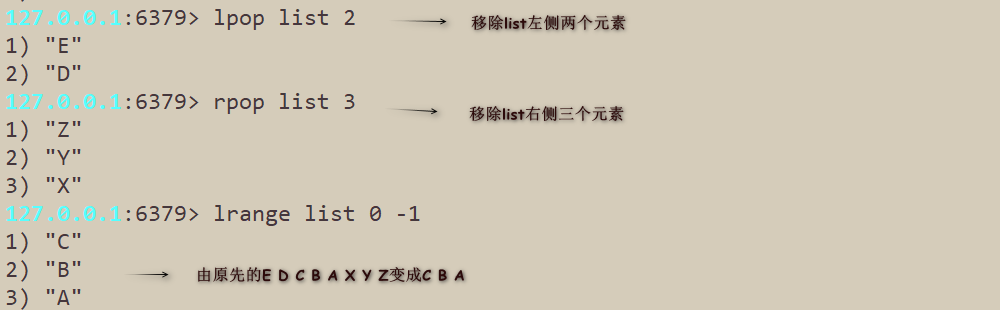 127.0.0.1:6379> lpop list 2 移除list左侧两个元素
1) "E"
2) "D"
127.0.0.1:6379> rpop list 3 移除list右侧三个元素
1) "Z"
2) "Y"
3) "X"
127.0.0.1:6379> lrange list 0 -1
1) "C"
2) "B" 由原先的E D C B A X Y Z变成C B A
3) "A"